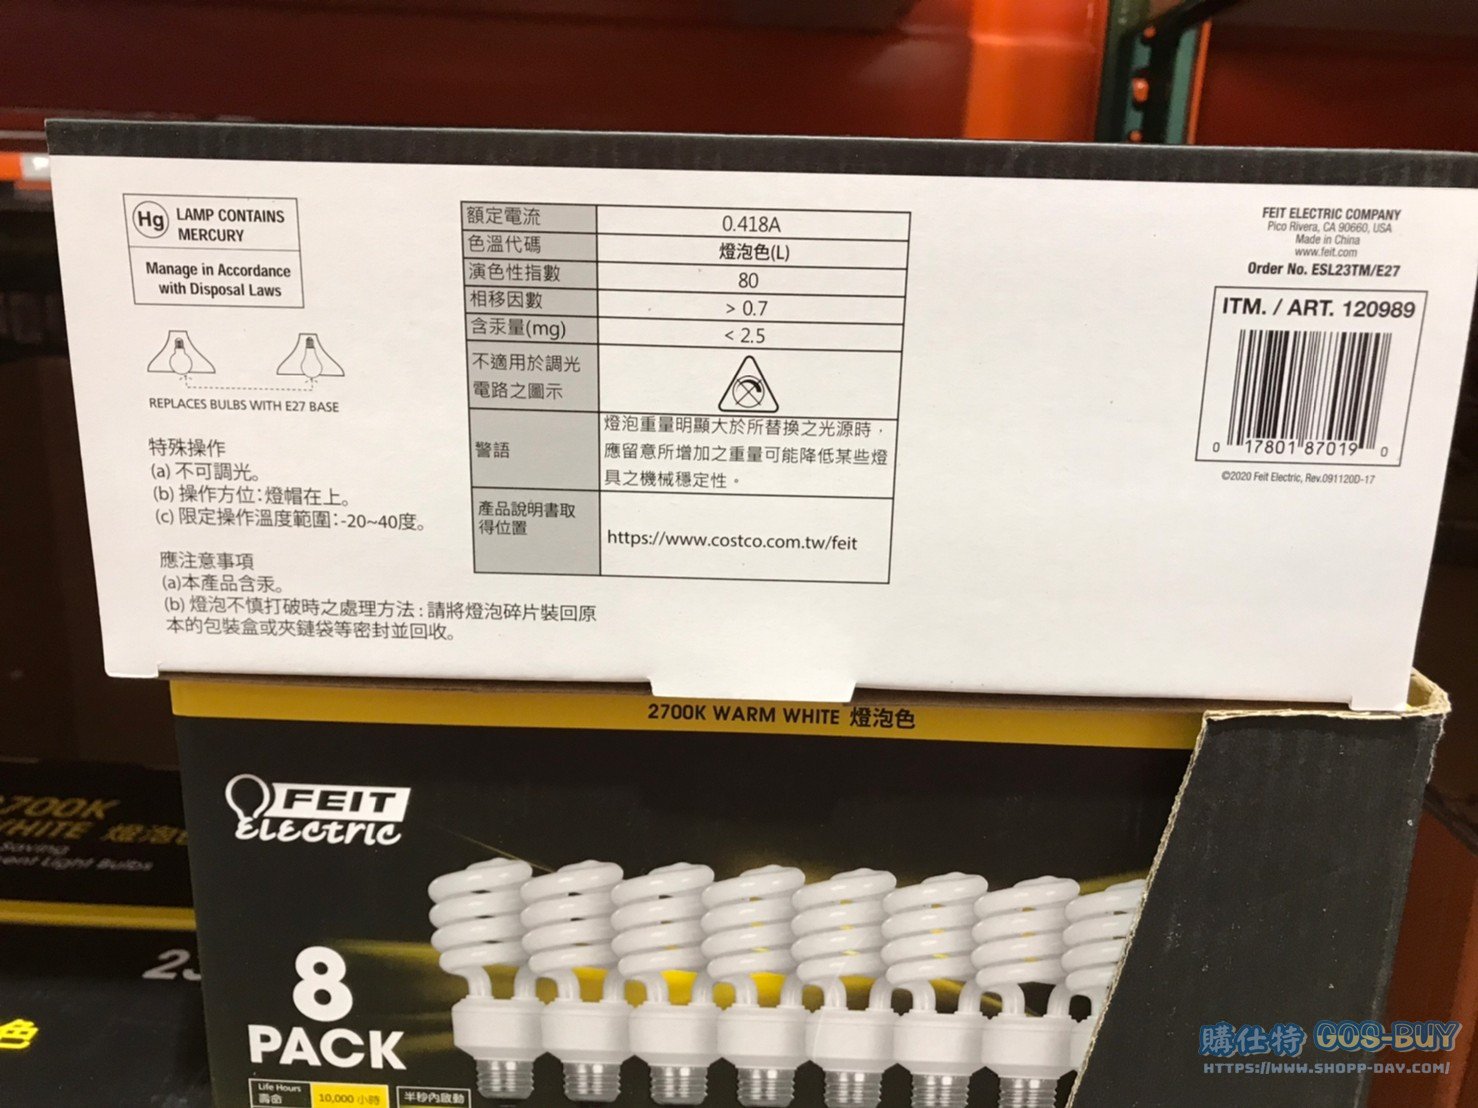 Hg LAMP CONTAINS
MERCURY
Manage in Accordance
with Disposal Laws
REPLACES BULBS WITH E27 BASE
特殊操作
(a) 不可調光。
(b) 操作方位：燈帽在上。
(c) 限定操作溫度範圍：-20~40度。
應注意事項
(a)本產品含汞。
(b) 燈泡不慎打破時之處理方法：請將燈泡碎片裝回原
本的包裝盒或夾鏈袋等密封並回收。
額定電流 0.418A
色溫代碼 燈泡色(L)
演色性指數 80
相移因數 > 0.7
含汞量(mg) < 2.5
不適用於調光
電路之圖示
警語
燈泡重量明顯大於所替換之光源時，
應留意所增加之重量可能降低某些燈
具之機械穩定性。
產品說明書取
得位置
https://www.costco.com.tw/feit
FEIT ELECTRIC COMPANY
Pico Rivera, CA 90660, USA
Made in China
www.feit.com
Order No. ESL23TM/E27
ITM. / ART. 120989
0 17801 87019 0
©2020 Feit Electric, Rev.091120D-17
2700K WARM WHITE 燈泡色
FEIT
ELECTRIC
8
PACK
Life Hours
壽命
10,000 小時
半秒內啟動
2700K
WHITE 燈泡
Saving
Light Bulbs
色
購仕特 GOS-BUY
HTTPS://WWW.SHOPP-DAY.COM/